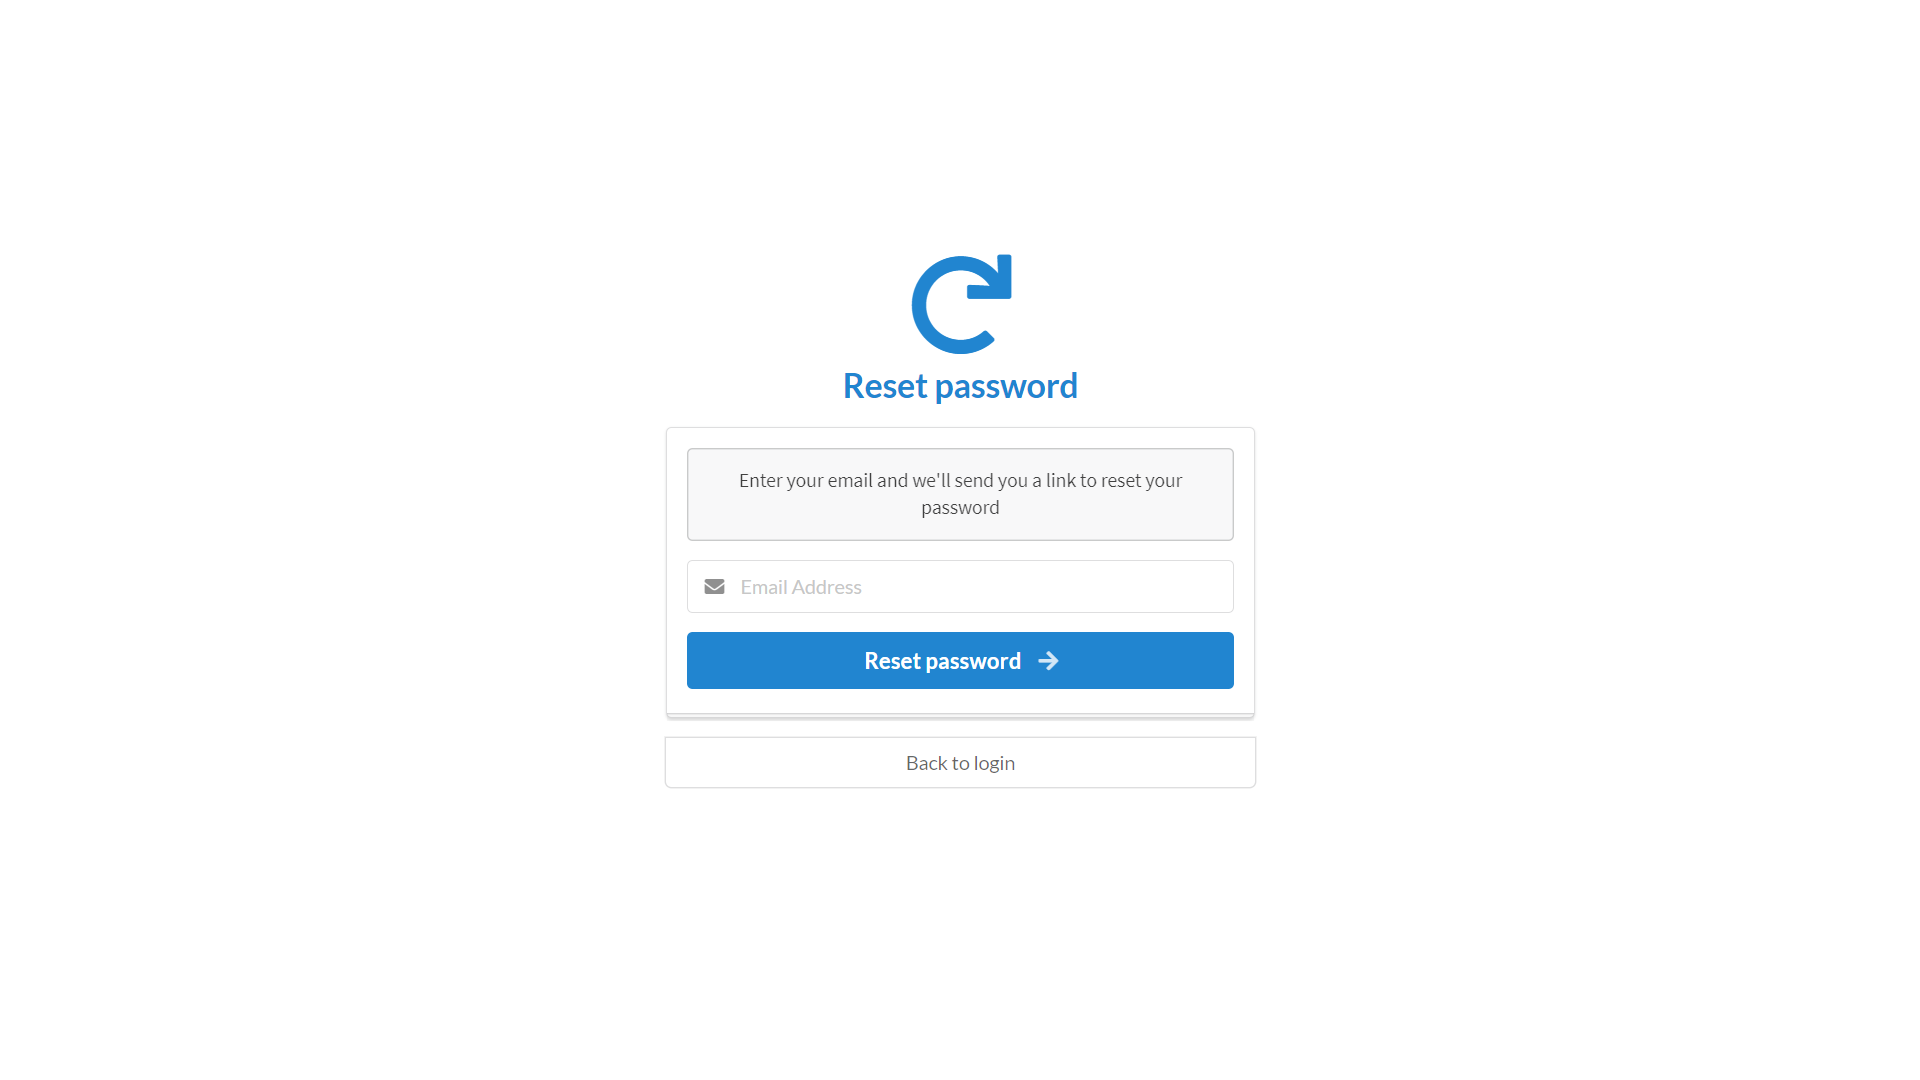 Reset password
Enter your email and we'll send you a link to reset your
password
Email Address
Reset password
Back to login